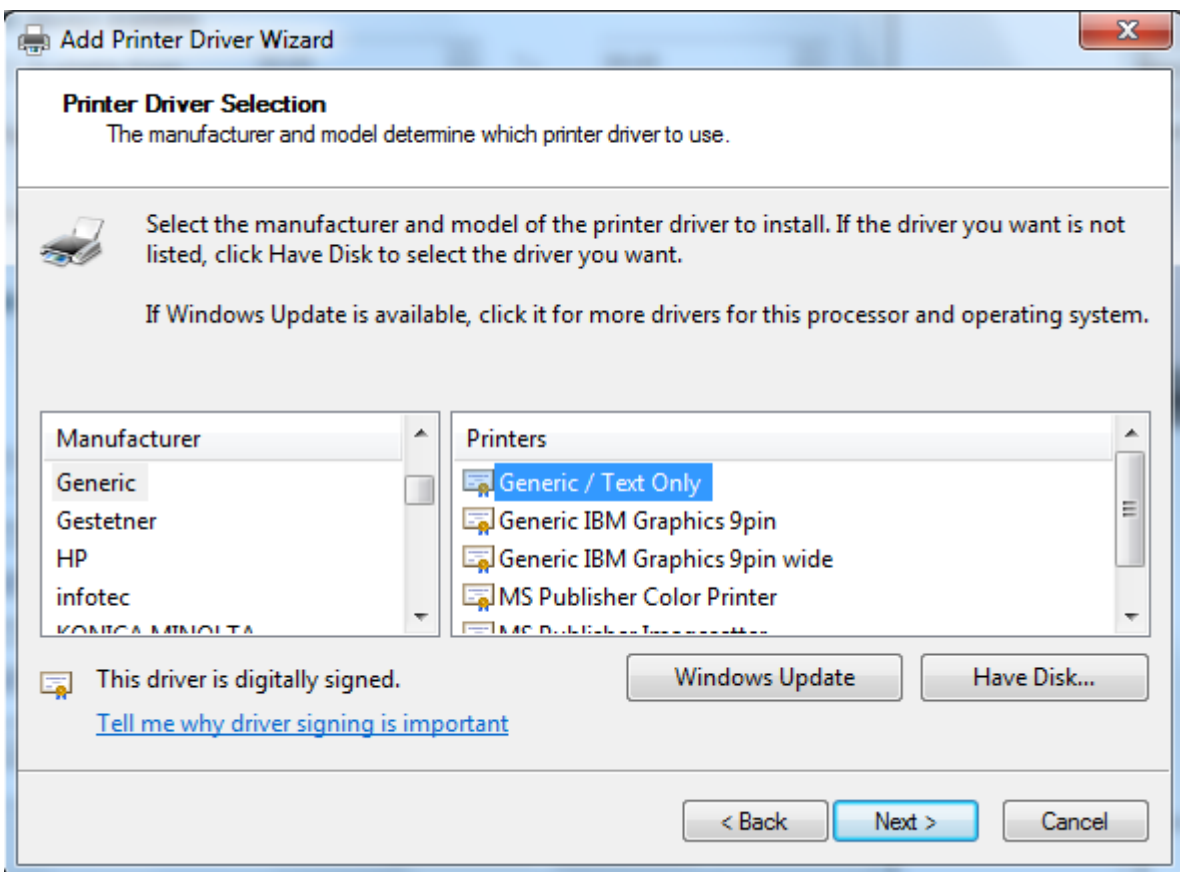 Add Printer Driver Wizard
Printer Driver Selection
The manufacturer and model determine which printer driver to use.
Select the manufacturer and model of the printer driver to install. If the driver you want is not
listed, click Have Disk to select the driver you want.
If Windows Update is available, click it for more drivers for this processor and operating system.
Manufacturer
Generic
Gestetner
HP
infotec
KONICA MINOLTA
Printers
Generic / Text Only
Generic IBM Graphics 9pin
Generic IBM Graphics 9pin wide
MS Publisher Color Printer
MS Publisher Imagesetter
This driver is digitally signed.
Windows Update
Have Disk...
Tell me why driver signing is important
< Back
Next >
Cancel